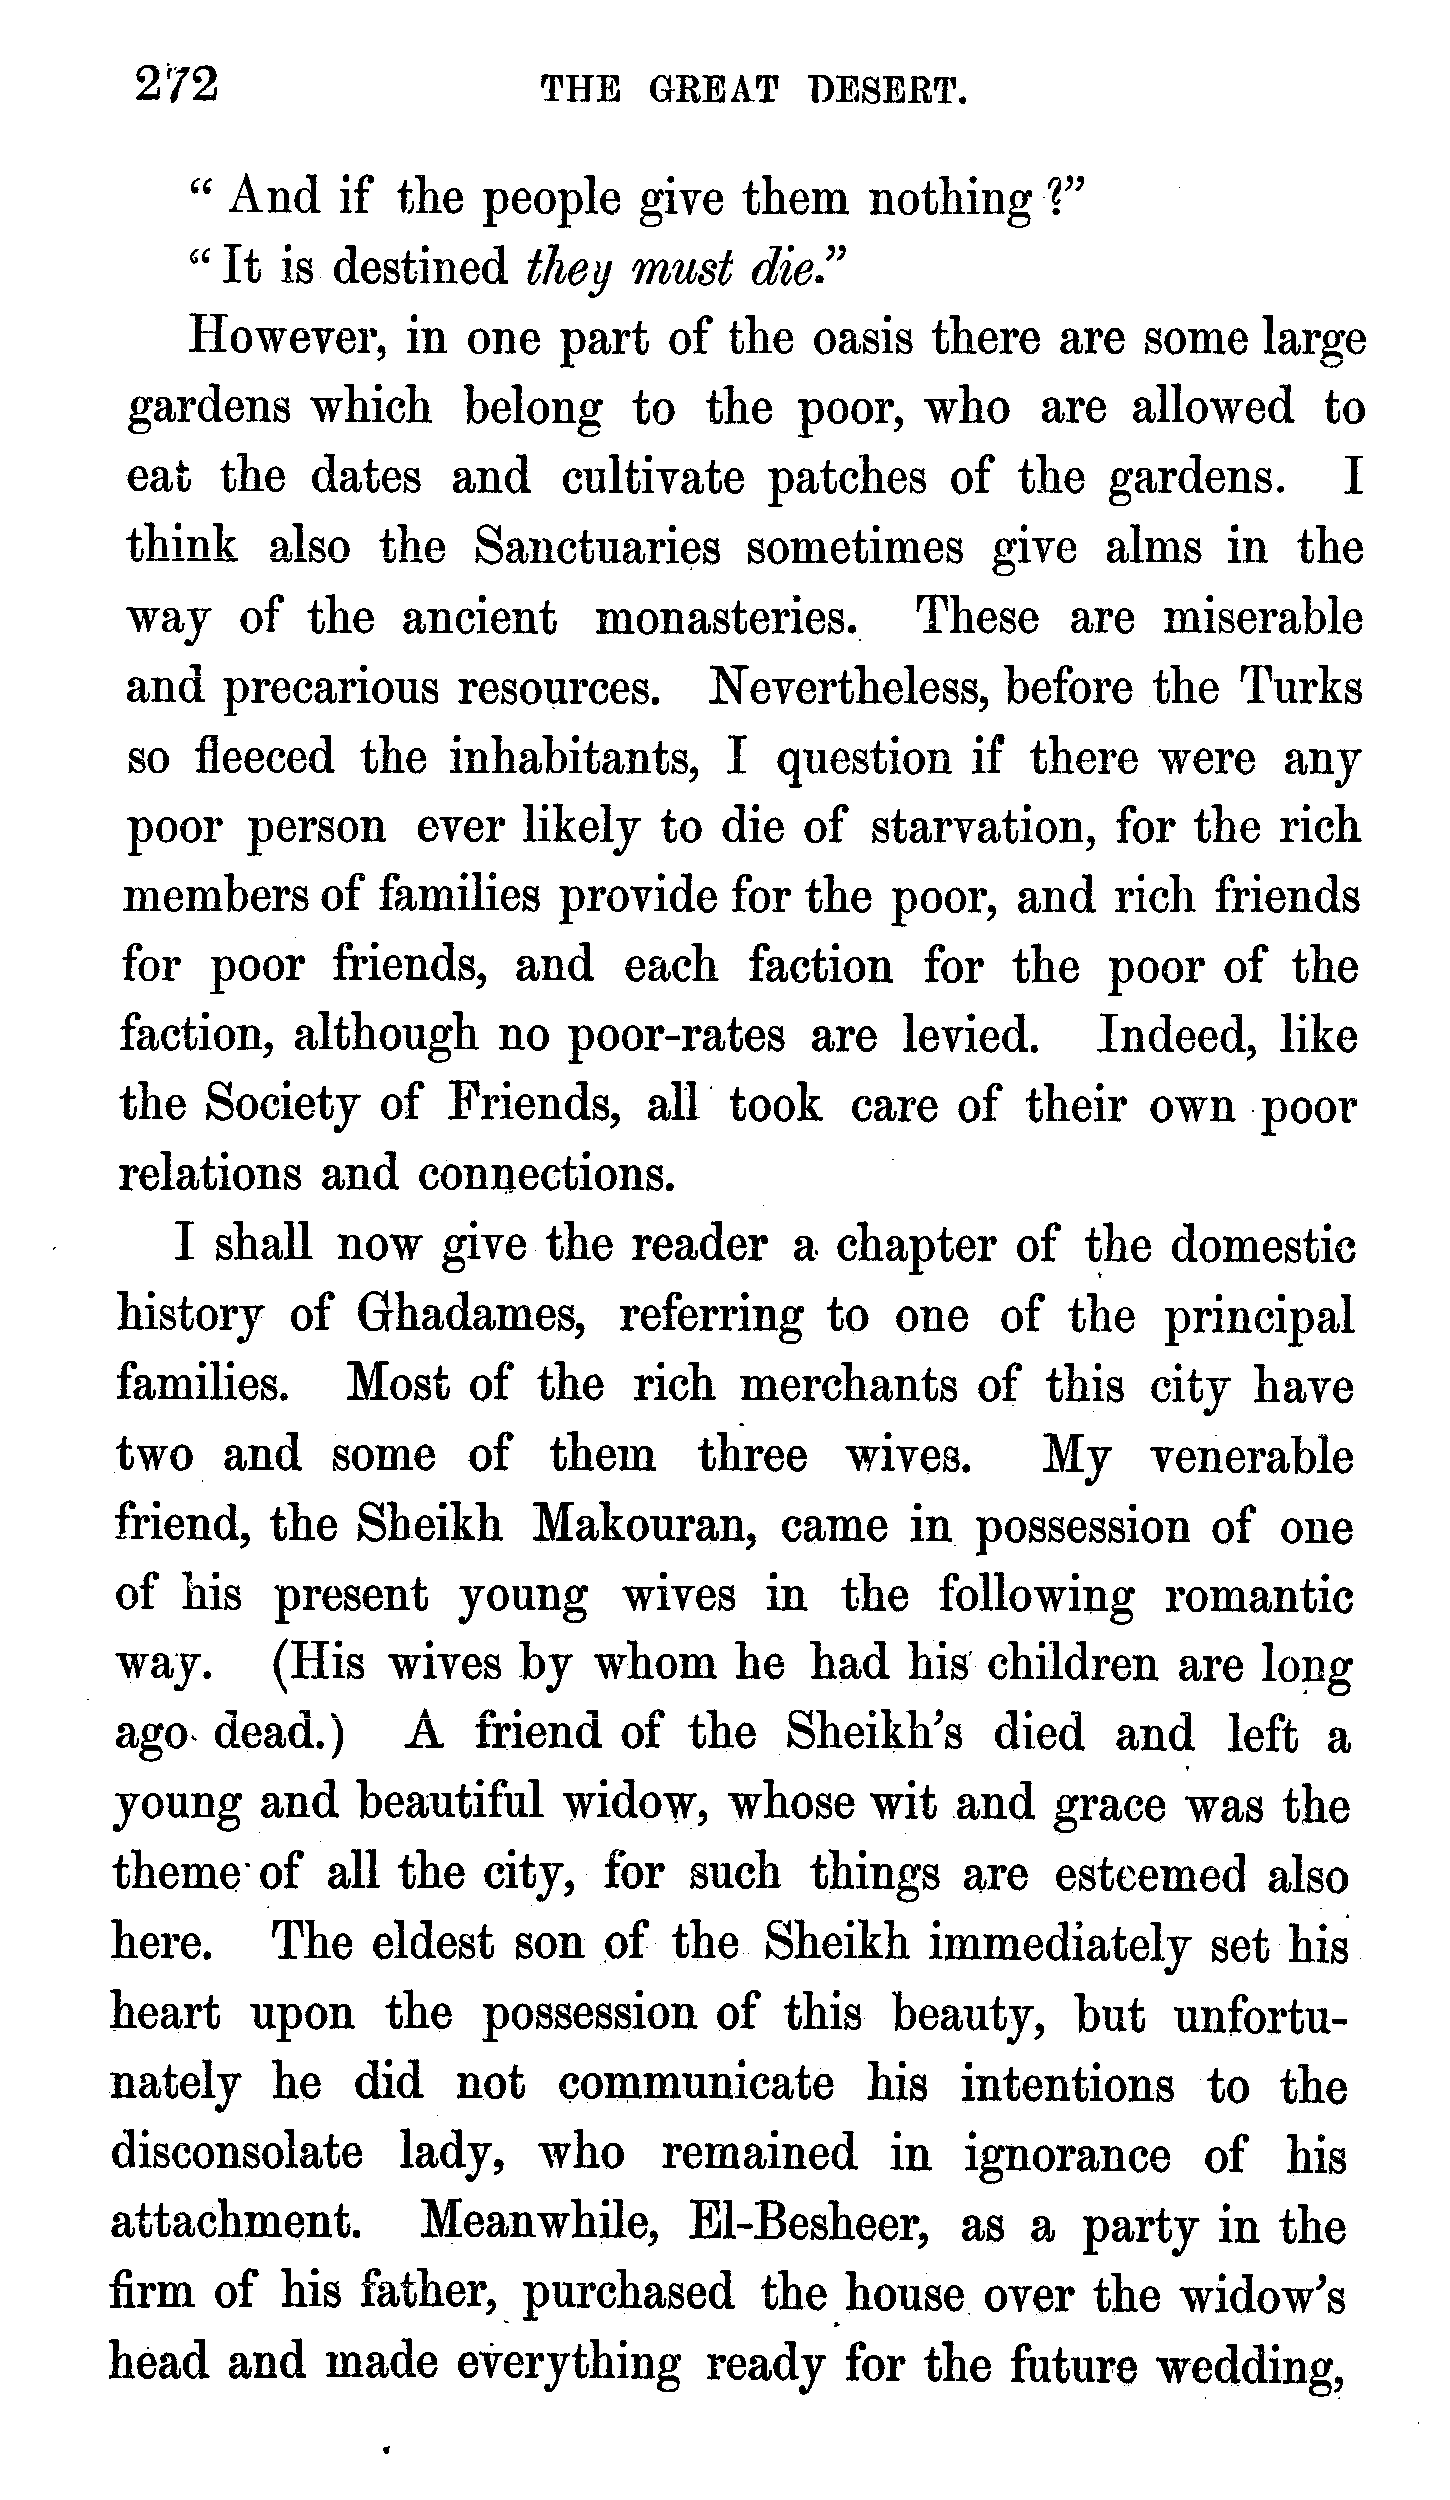 272 THE GREAT DESERT.
“ And if the people give them nothing ?”
“ It is destined they must die.”
However, in one part of the oasis there are some large
gardens which belong to the poor, who are allowed to
eat the dates and cultivate patches of the gardens. I
think also the Sanctuaries sometimes give alms in the
way of the ancient monasteries. These are miserable
and precarious resources. Nevertheless, before the Turks
so fleeced the inhabitants, I question if there were any
poor person ever likely to die of starvation, for the rich
members of families provide for the poor, and rich friends
for poor friends, and each faction for the poor of the
faction, although no poor-rates are levied. Indeed, like
the Society of Friends, all took care of their own poor
relations and connections.
I shall now give the reader a chapter of the domestic
history of Ghadames, referring to one of the principal
families. Most of the rich merchants of this city have
two and some of them three wives. My venerable
friend, the Sheikh Makouran, came in possession of one
of his present young wives in the following romantic
way. (His wives by whom he had his children are long
ago dead.) A friend of the Sheikh’s died and left a
young and beautiful widow, whose wit and grace was the
theme of all the city, for such things are esteemed also
here. The eldest son of the Sheikh immediately set his
heart upon the possession of this beauty, but unfortu-
nately he did not communicate his intentions to the
disconsolate lady, who remained in ignorance of his
attachment. Meanwhile, El-Besheer, as a party in the
firm of his father, purchased the house over the widow’s
head and made everything ready for the future wedding,